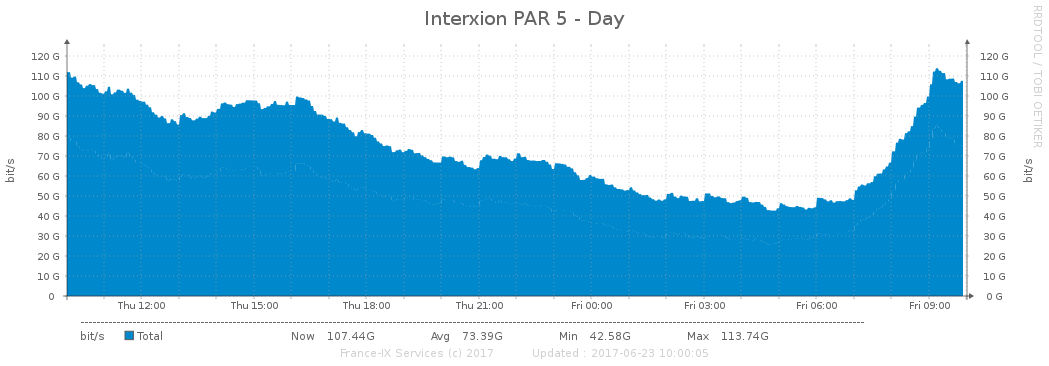 Interxion PAR 5 - Day
RRDTOOL / TOBI OETIKER
bit/s
120 G
110 G
100 G
90 G
80 G
70 G
60 G
50 G
40 G
30 G
20 G
10 G
0
120 G
110 G
100 G
90 G
80 G
70 G
60 G
50 G
40 G
30 G
20 G
10 G
0 G
bit/s
Thu 12:00 Thu 15:00 Thu 18:00 Thu 21:00 Fri 00:00 Fri 03:00 Fri 06:00 Fri 09:00
bit/s Total Now 107.44G Avg 73.39G Min 42.58G Max 113.74G
France-IX Services (c) 2017 Updated : 2017-06-23 10:00:05